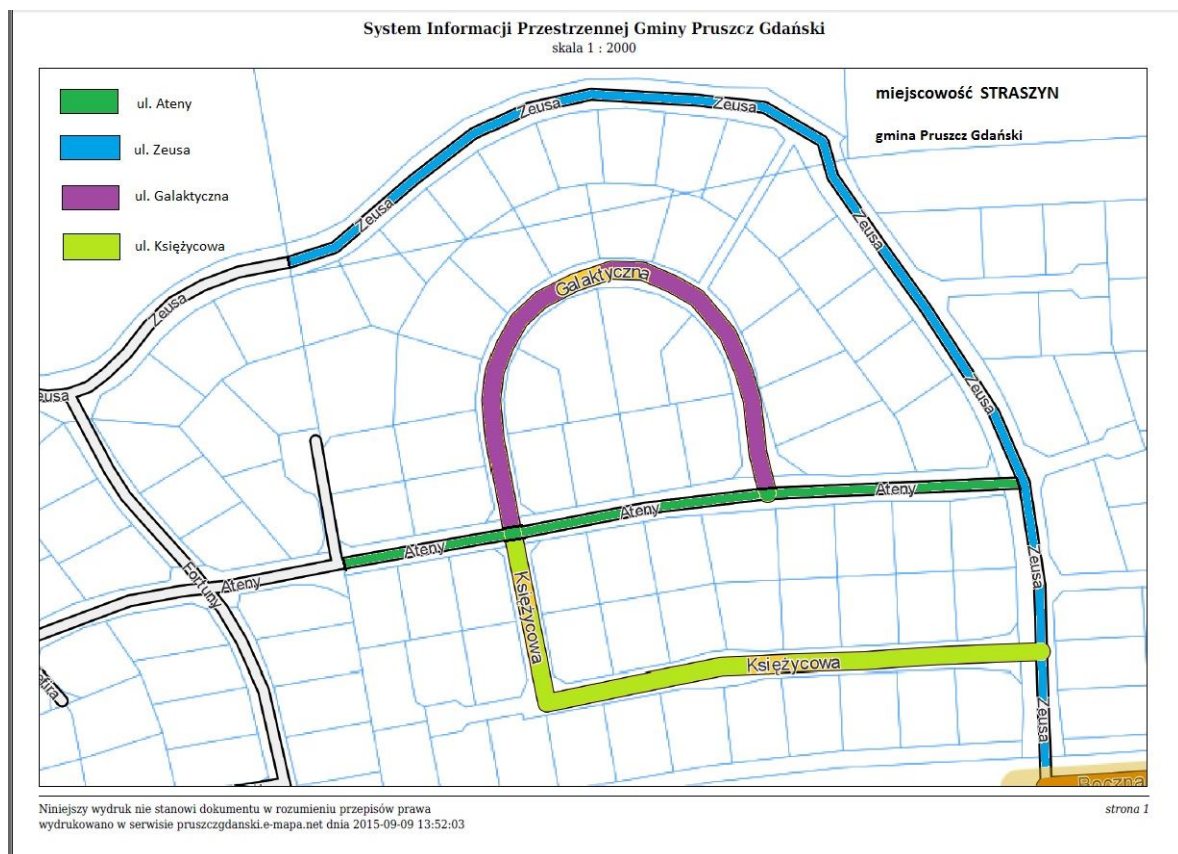 System Informacji Przestrzennej Gminy Pruszcz Gdański
skala 1 : 2000
ul. Ateny
ul. Zeusa
ul. Galaktyczna
ul. Księżycowa
miejscowość STRASZYN
gmina Pruszcz Gdański
Zeusa
Zeusa
Zeusa
Zeusa
Galaktyczna
Zeusa
Zeusa
Ateny
Ateny
Ateny
Zeusa
Fortuny
Ateny
Księżycowa
Księżycowa
Zeusa
Boczna
Niniejszy wydruk nie stanowi dokumentu w rozumieniu przepisów prawa
wydrukowano w serwisie pruszczgdanski.e-mapa.net dnia 2015-09-09 13:52:03
strona 1